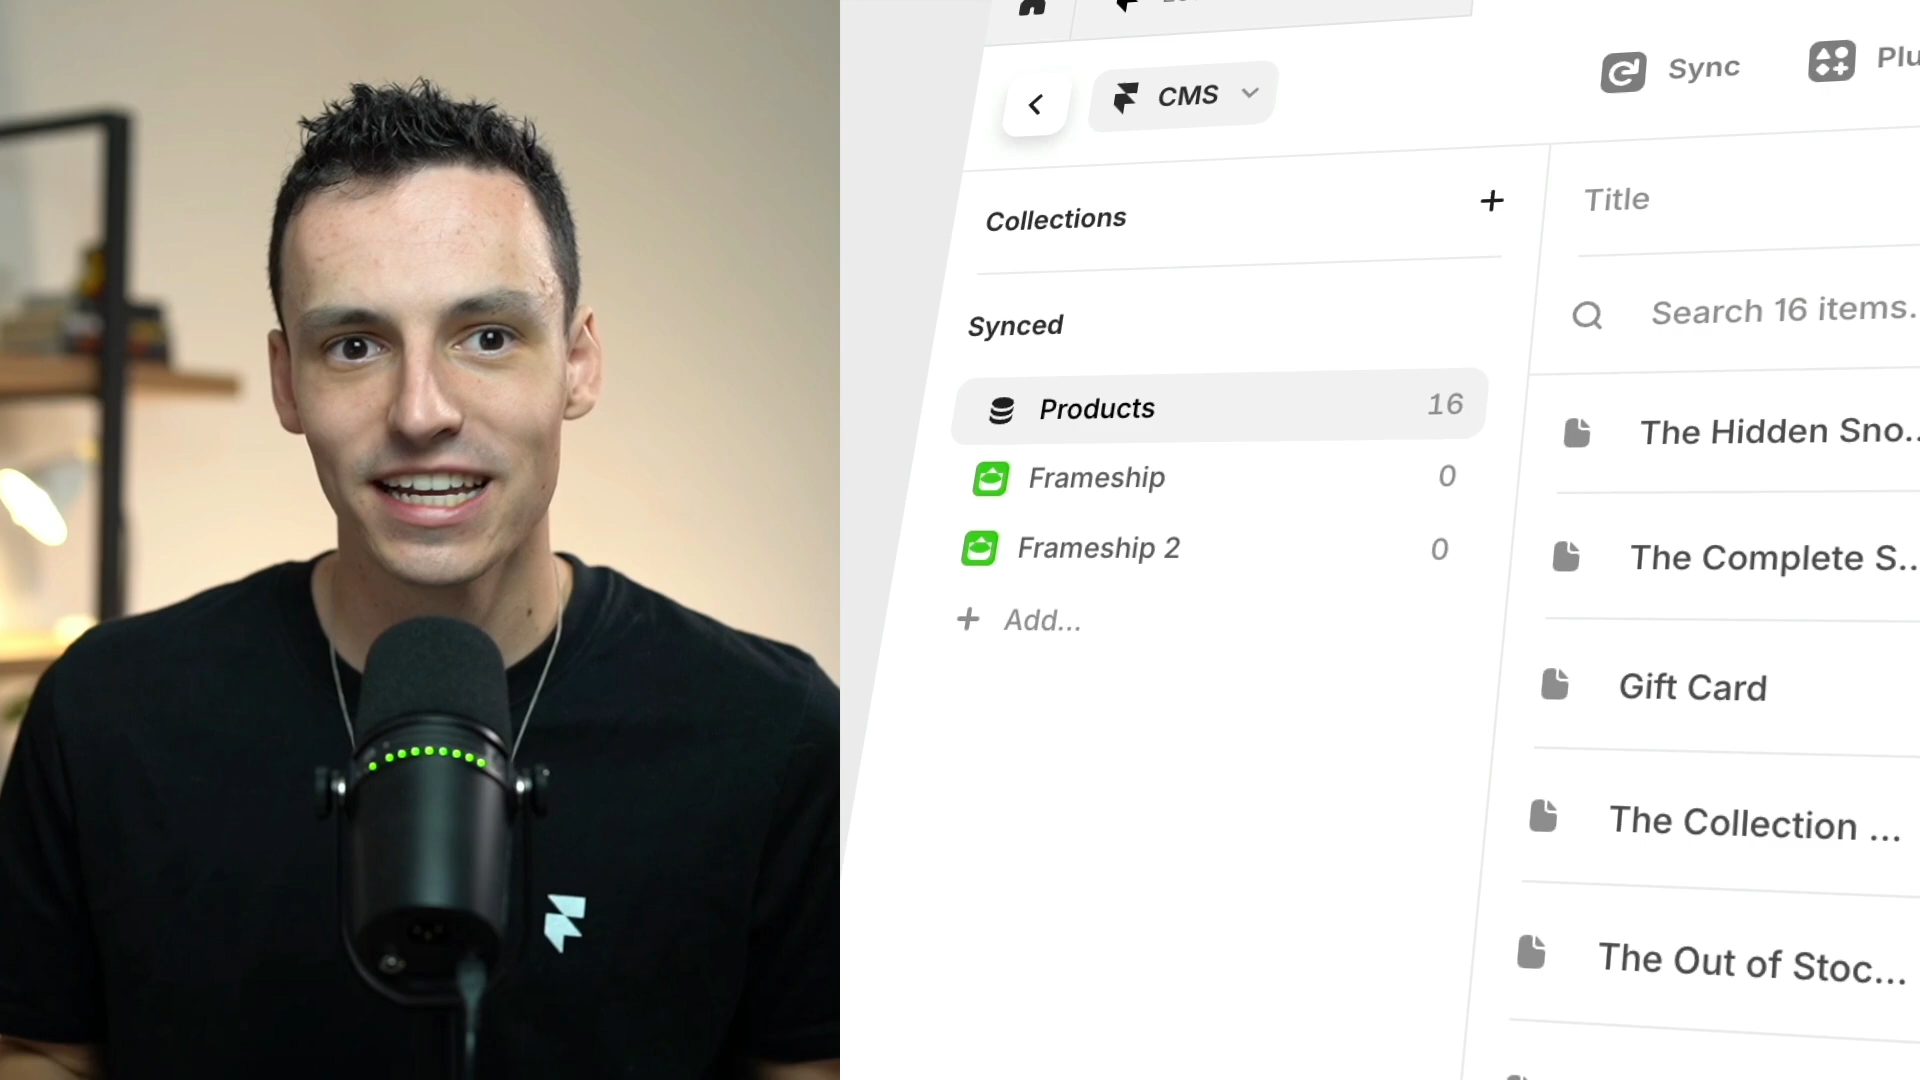 CMS
Sync
Collections
Title
Search 16 items.
Synced
Products 16
Frameship 0
Frameship 2 0
Add...
The Hidden Sno...
The Complete S...
Gift Card
The Collection ...
The Out of Stoc...